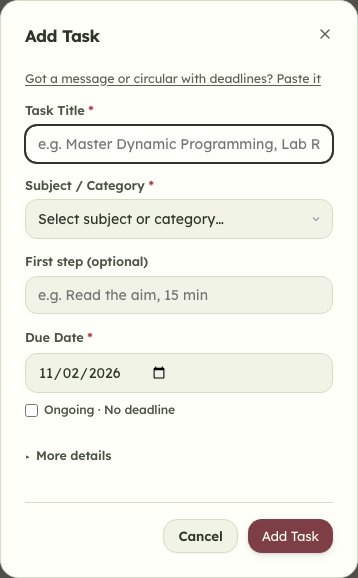 Add Task
×
Got a message or circular with deadlines? Paste it
Task Title *
e.g. Master Dynamic Programming, Lab R
Subject / Category *
Select subject or category...
First step (optional)
e.g. Read the aim, 15 min
Due Date *
11/02/2026
Ongoing · No deadline
More details
Cancel
Add Task